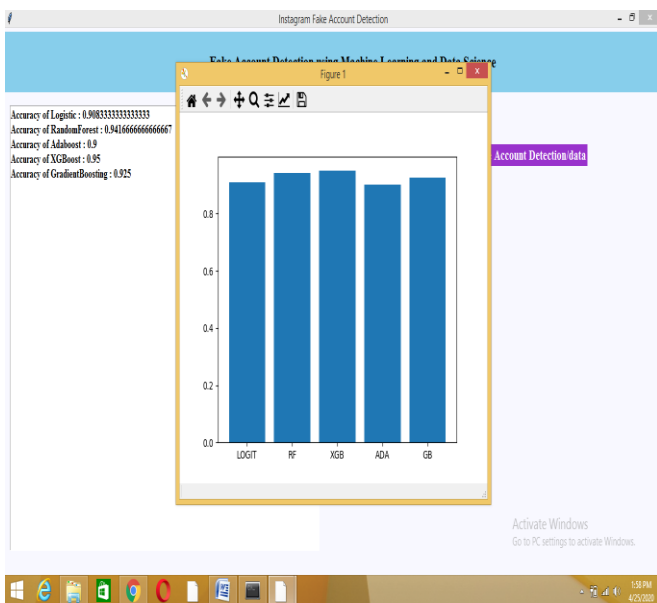 Instagram Fake Account Detection
Fake Account Detection using Machine Learning and Data Science
Figure 1
Accuracy of Logistic : 0.9083333333333333
Accuracy of RandomForest : 0.941666666666667
Accuracy of Adaboost : 0.9
Accuracy of XGBoost : 0.95
Accuracy of GradientBoosting : 0.925
Account Detection/data
0.8
0.6
0.4
0.2
0.0
LOGIT RF XGB ADA GB
Activate Windows
Go to PC settings to activate Windows.
1:58 PM
4/25/2020